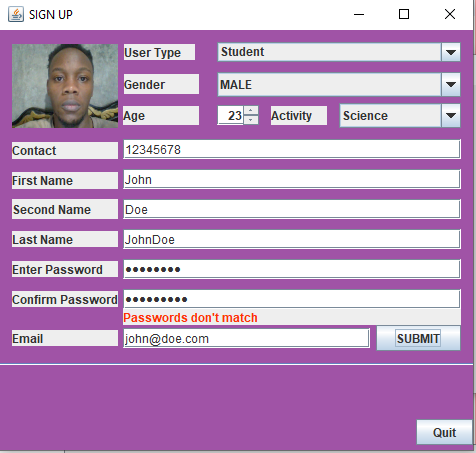 SIGN UP
User Type Student
Gender MALE
Age 23 Activity Science
Contact 12345678
First Name John
Second Name Doe
Last Name JohnDoe
Enter Password ●●●●●●●●
Confirm Password ●●●●●●●●●
Passwords don't match
Email john@doe.com SUBMIT
Quit